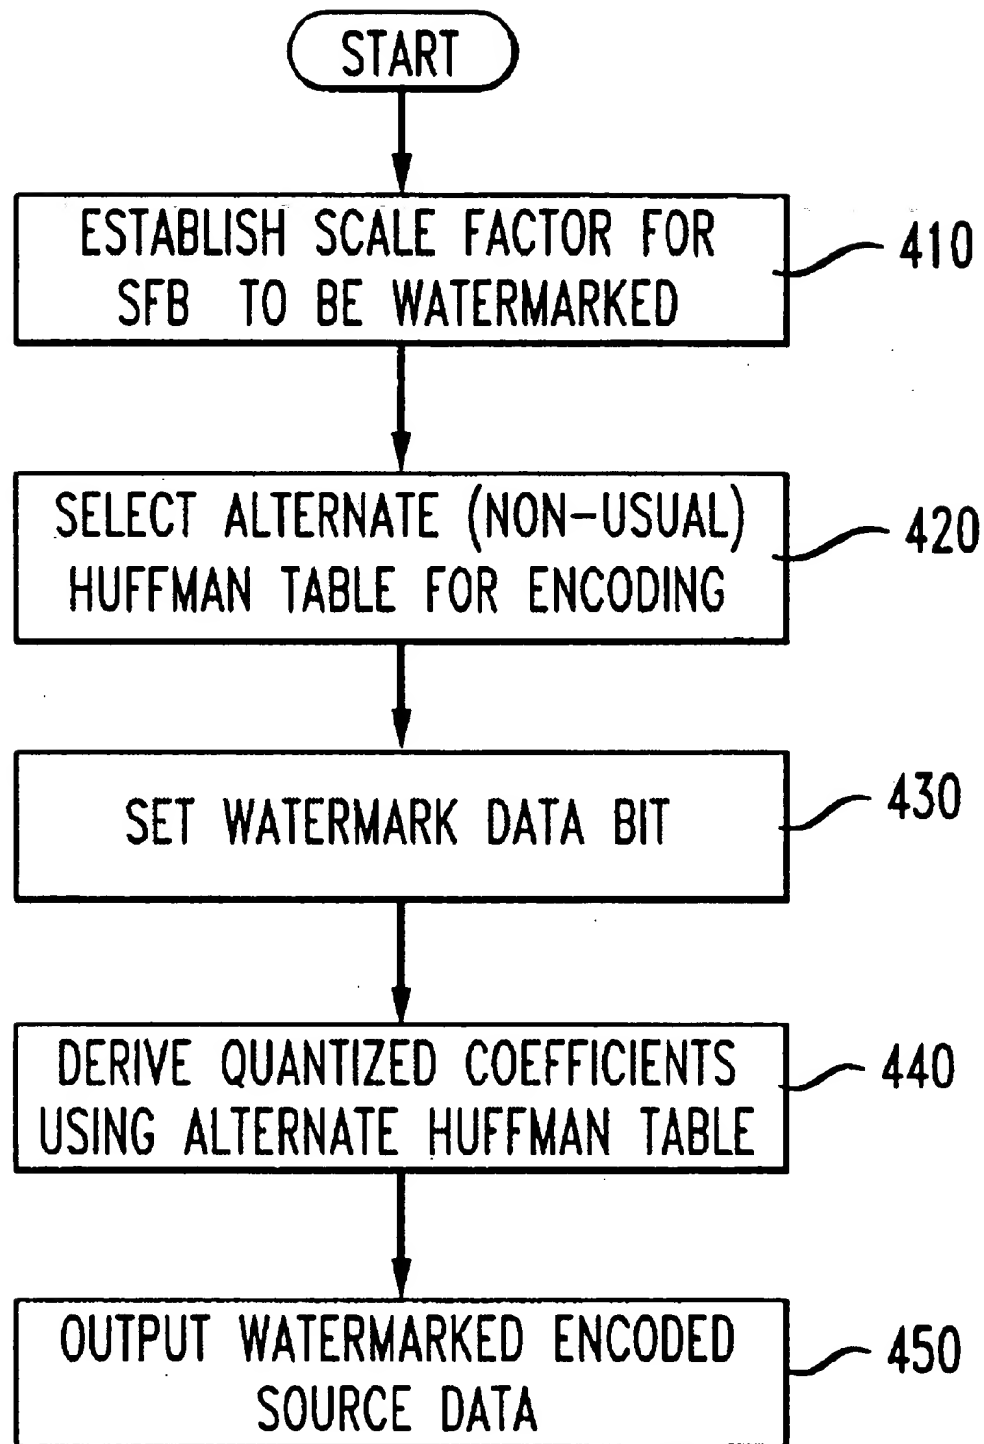 START
ESTABLISH SCALE FACTOR FOR
SFB TO BE WATERMARKED
410
SELECT ALTERNATE (NON-USUAL)
HUFFMAN TABLE FOR ENCODING
420
SET WATERMARK DATA BIT
430
DERIVE QUANTIZED COEFFICIENTS
USING ALTERNATE HUFFMAN TABLE
440
OUTPUT WATERMARKED ENCODED
SOURCE DATA
450